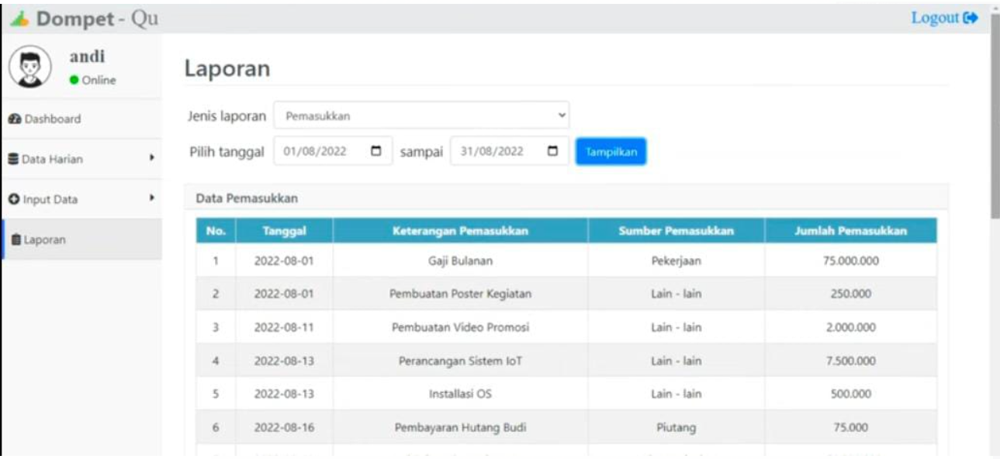 Dompet - Qu
Logout
andi
Online
Dashboard
Data Harian
Input Data
Laporan
Laporan
Jenis laporan Pemasukkan
Pilih tanggal 01/08/2022 sampai 31/08/2022 Tampilkan
Data Pemasukkan
No. Tanggal Keterangan Pemasukkan Sumber Pemasukkan Jumlah Pemasukkan
1 2022-08-01 Gaji Bulanan Pekerjaan 75.000.000
2 2022-08-01 Pembuatan Poster Kegiatan Lain - lain 250.000
3 2022-08-11 Pembuatan Video Promosi Lain - lain 2.000.000
4 2022-08-13 Perancangan Sistem IoT Lain - lain 7.500.000
5 2022-08-13 Installasi OS Lain - lain 500.000
6 2022-08-16 Pembayaran Hutang Budi Piutang 75.000